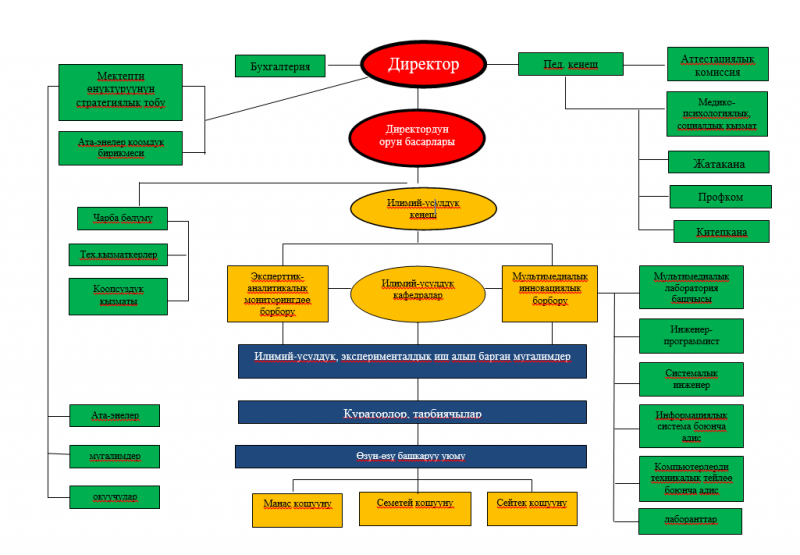 Директор
Бухгалтерия
Пед. кенеш
Аттестациялык
комиссия
Мектепти
өнүктүрүүнүн
стратегиялык тобу
Медико-
психологиялык,
социалдык кызмат
Директордун
орун басарлары
Ата-энелер коомдук
бирикмеси
Жатакана
Профком
Китепкана
Илимий-усулдук
кенеш
Чарба бөлүмү
Тех.кызматкерлер
Коопсуздук
кызматы
Эксперттик-
аналитикалык
мониторингдөө
борбору
Илимий-усулдук
кафедралар
Мультимедиалык
инновациялык
борбору
Мультимедиалык
лаборатория
башчысы
Инженер-
программист
Системалык
инженер
Информациялык
система боюнча
адис
Компьютерлерди
техникалык тейлөө
боюнча адис
лаборанттар
Илимий-усулдук, эксперименталдык иш алып барган мугалимдер
Кураторлор, тарбиячылар
Өзүн-өзү башкаруу уюму
Ата-энелер
мугалимдер
окуучулар
Манас кошууну
Семетей кошууну
Сейтек кошууну